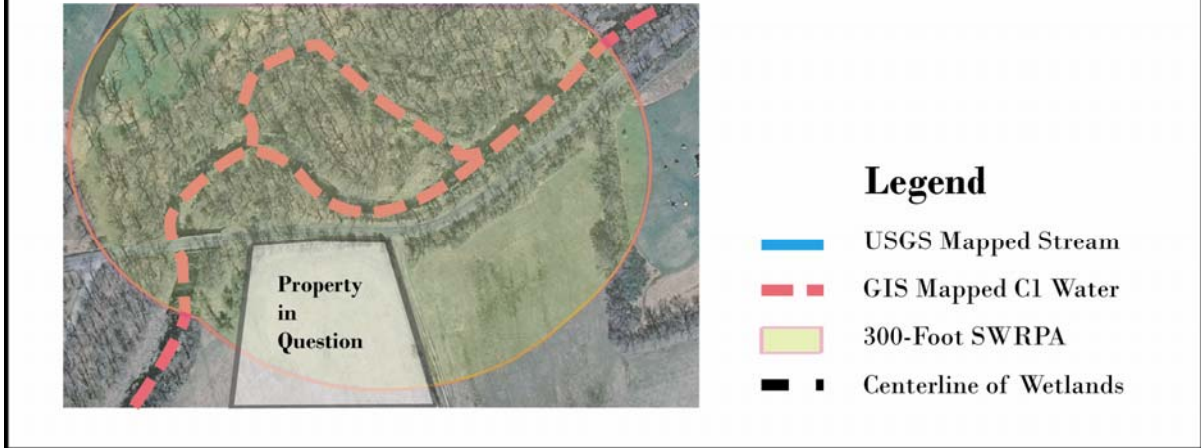 Property
in
Question
Legend
USGS Mapped Stream
GIS Mapped C1 Water
300-Foot SWRPA
Centerline of Wetlands